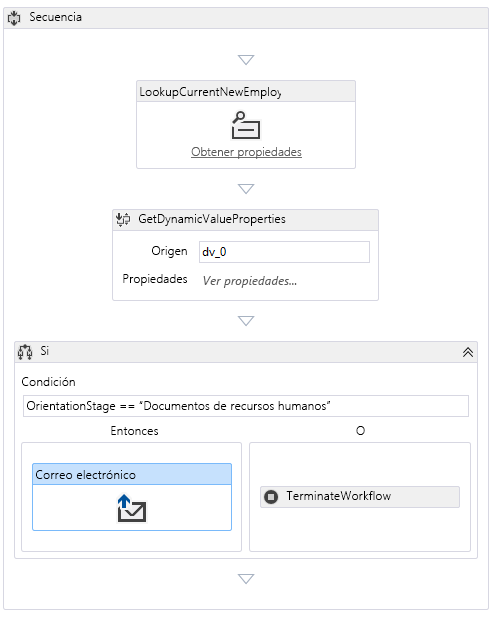 Secuencia
LookupCurrentNewEmploy
Obtener propiedades
GetDynamicValueProperties
Origen dv_0
Propiedades Ver propiedades...
Si
Condición
OrientationStage == “Documentos de recursos humanos”
Entonces O
Correo electrónico
TerminateWorkflow